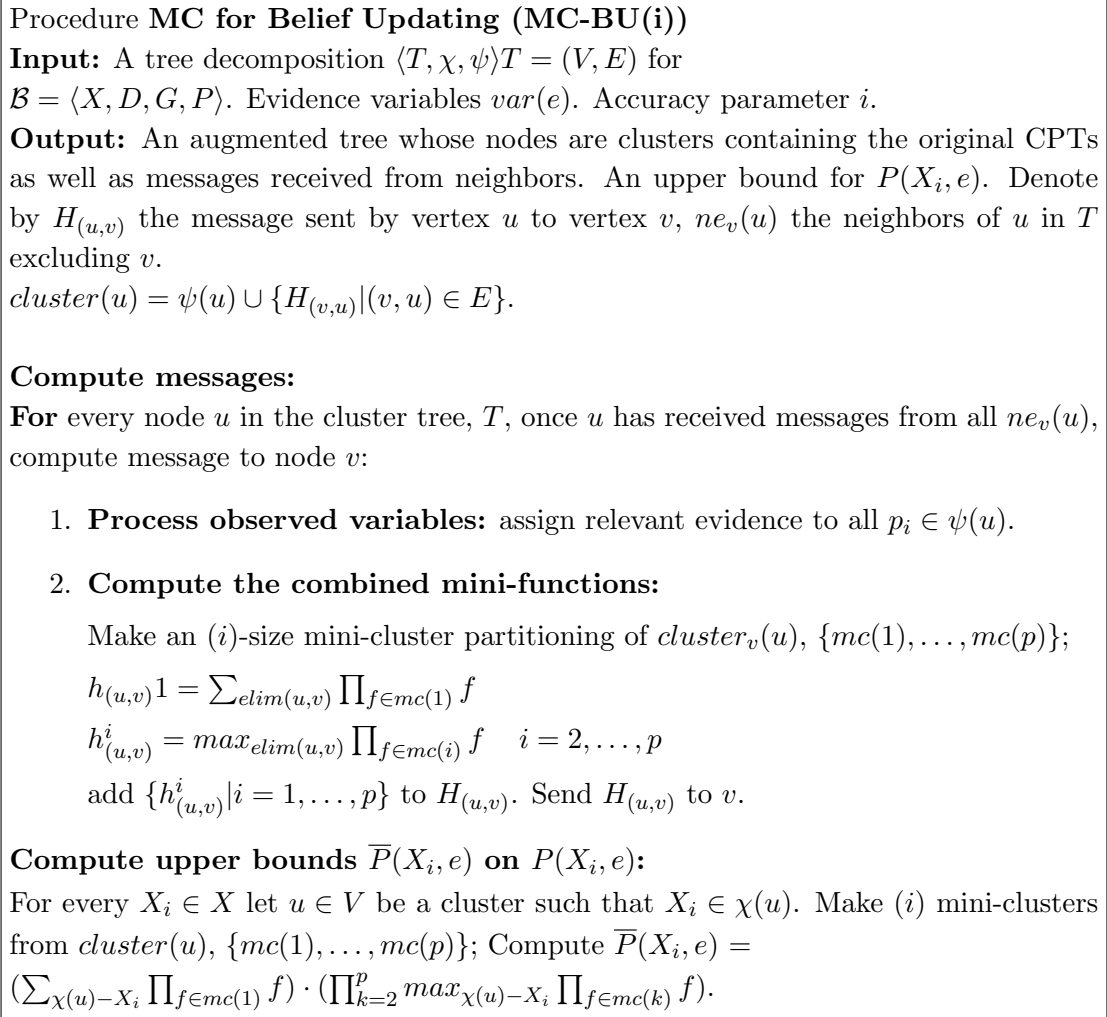 Procedure MC for Belief Updating (MC-BU(i))
Input: A tree decomposition ⟨T, χ, ψ⟩T = (V, E) for
ℬ = ⟨X, D, G, P⟩. Evidence variables var(e). Accuracy parameter i.
Output: An augmented tree whose nodes are clusters containing the original CPTs
as well as messages received from neighbors. An upper bound for P(X_i, e). Denote
by H_(u,v) the message sent by vertex u to vertex v, ne_v(u) the neighbors of u in T
excluding v.
cluster(u) = ψ(u) ∪ {H_(v,u)|(v, u) ∈ E}.
Compute messages:
For every node u in the cluster tree, T, once u has received messages from all ne_v(u),
compute message to node v:
1. Process observed variables: assign relevant evidence to all p_i ∈ ψ(u).
2. Compute the combined mini-functions:
Make an (i)-size mini-cluster partitioning of cluster_v(u), {mc(1), . . . , mc(p)};
h_(u,v)1 = ∑_elim(u,v) ∏_f∈mc(1) f
h^i_(u,v) = max_elim(u,v) ∏_f∈mc(i) f i = 2, . . . , p
add {h^i_(u,v)|i = 1, . . . , p} to H_(u,v). Send H_(u,v) to v.
Compute upper bounds P̅(X_i, e) on P(X_i, e):
For every X_i ∈ X let u ∈ V be a cluster such that X_i ∈ χ(u). Make (i) mini-clusters
from cluster(u), {mc(1), . . . , mc(p)}; Compute P̅(X_i, e) =
(∑_χ(u)−X_i ∏_f∈mc(1) f) · (∏^p_k=2 max_χ(u)−X_i ∏_f∈mc(k) f).